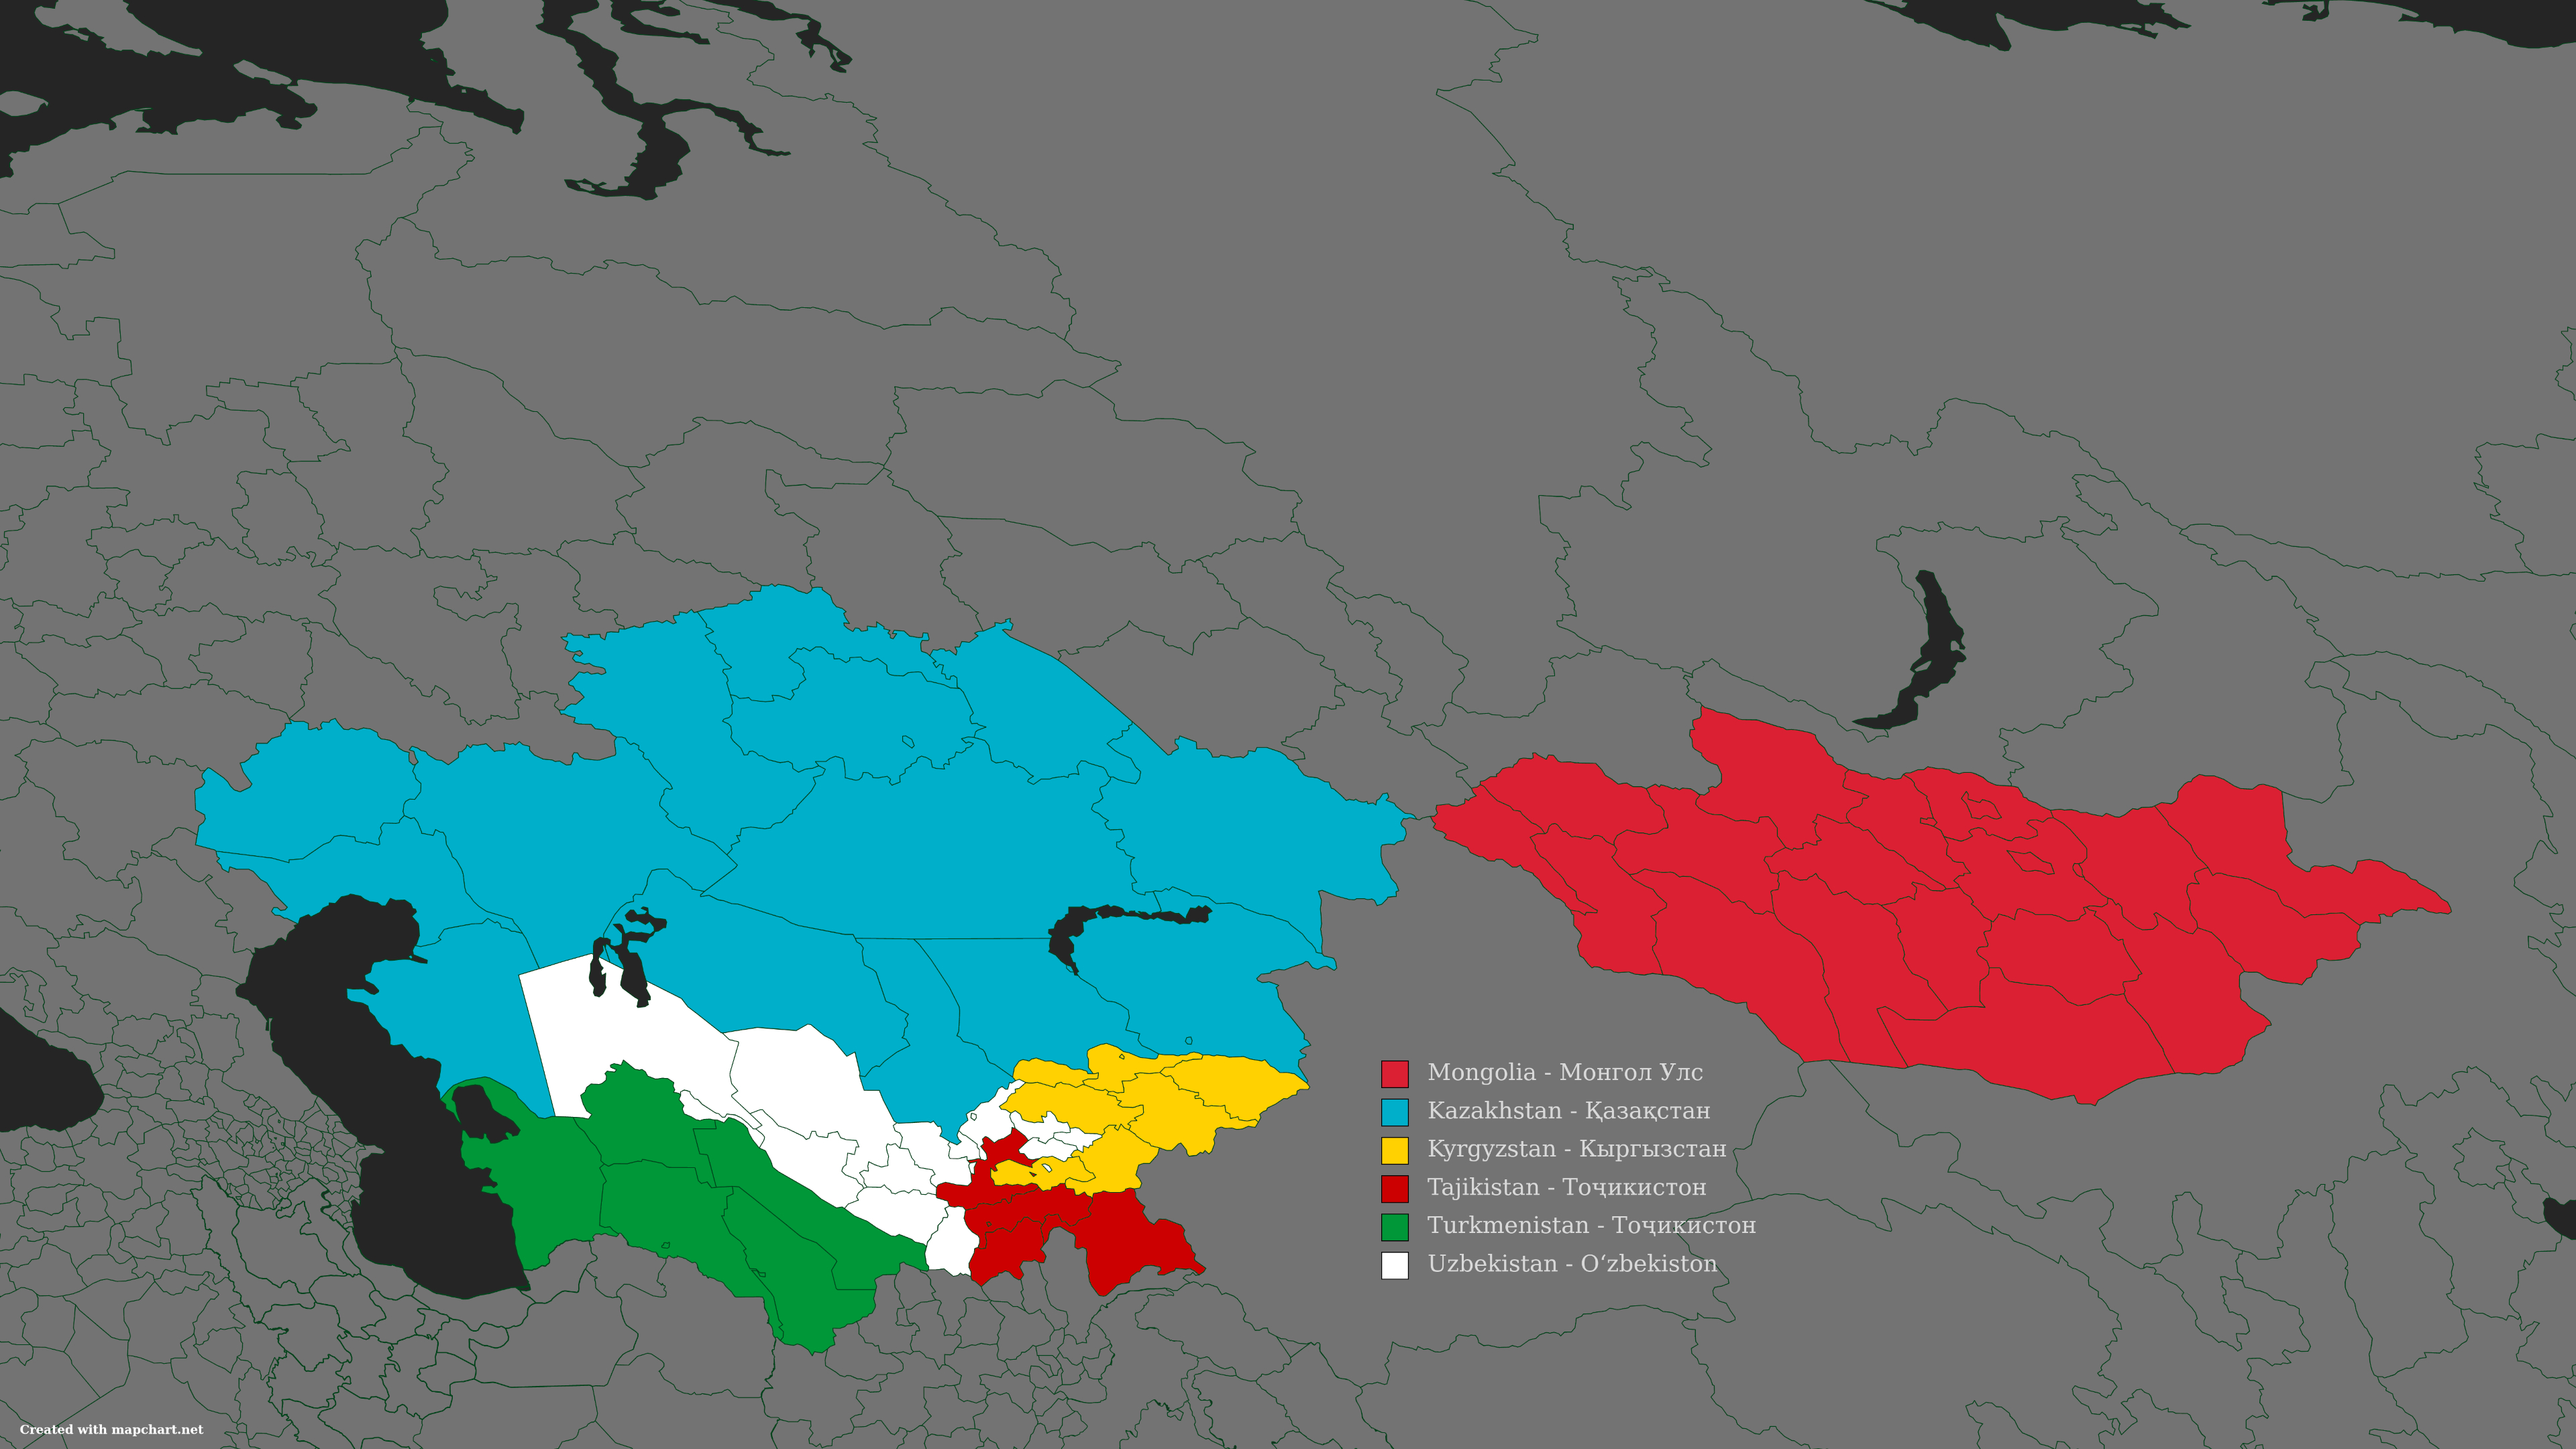 Mongolia - Монгол Улс
Kazakhstan - Қазақстан
Kyrgyzstan - Кыргызстан
Tajikistan - Тоҷикистон
Turkmenistan - Тоҷикистон
Uzbekistan - Oʻzbekiston
Created with mapchart.net